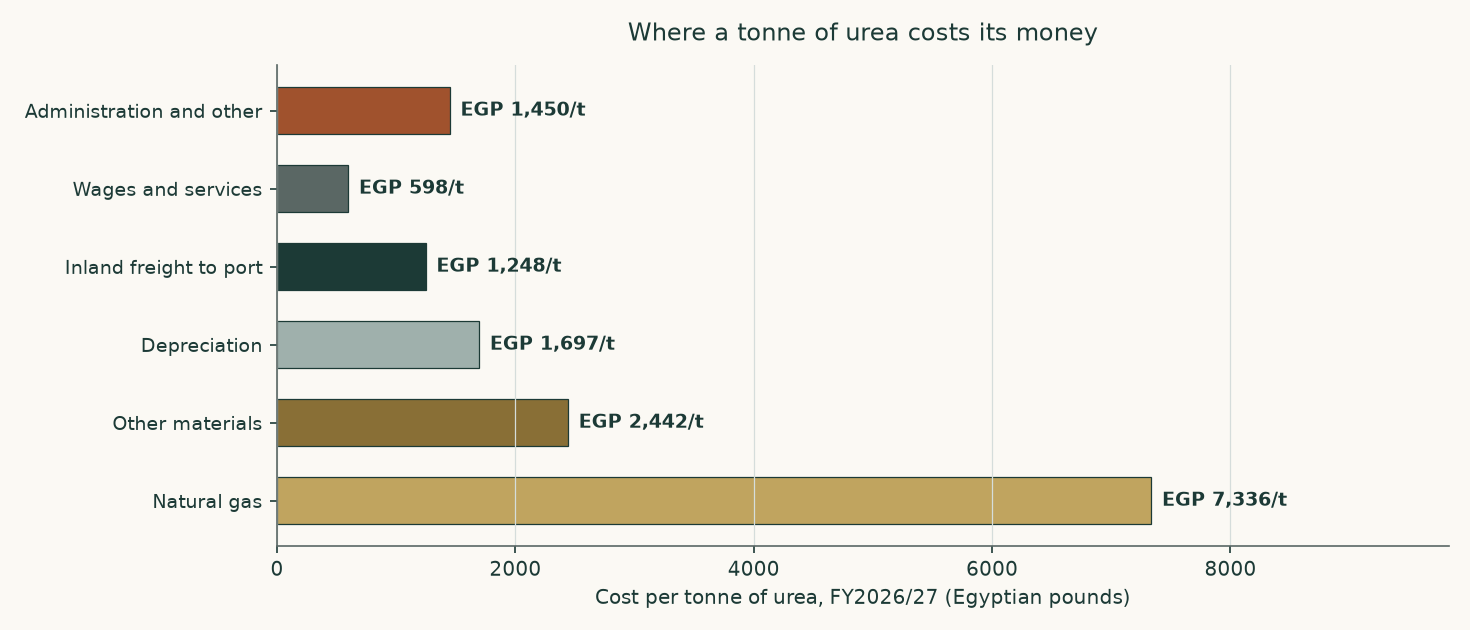 Where a tonne of urea costs its money
Administration and other
EGP 1,450/t
Wages and services
EGP 598/t
Inland freight to port
EGP 1,248/t
Depreciation
EGP 1,697/t
Other materials
EGP 2,442/t
Natural gas
EGP 7,336/t
0 2000 4000 6000 8000
Cost per tonne of urea, FY2026/27 (Egyptian pounds)